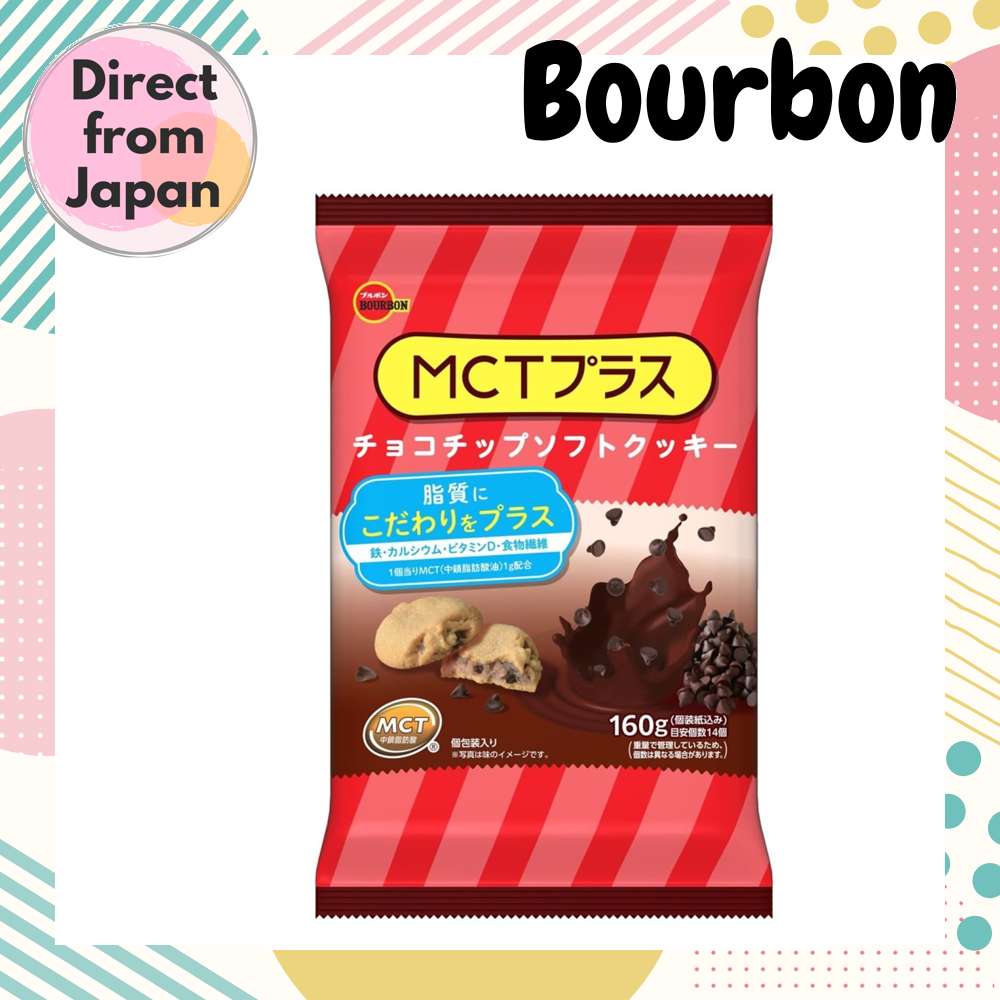 Direct
from
Japan
Bourbon
ブルボン
BOURBON
MCTプラス
チョコチップソフトクッキー
脂質に
こだわりをプラス
鉄・カルシウム・ビタミンD・食物繊維
1個当りMCT(中鎖脂肪酸油)1g配合
MCT
中鎖脂肪酸
®
個包装入り
※写真は味のイメージです。
160g(個装紙込み)
目安個数14個
(重量で管理しているため、
個数は異なる場合があります。)